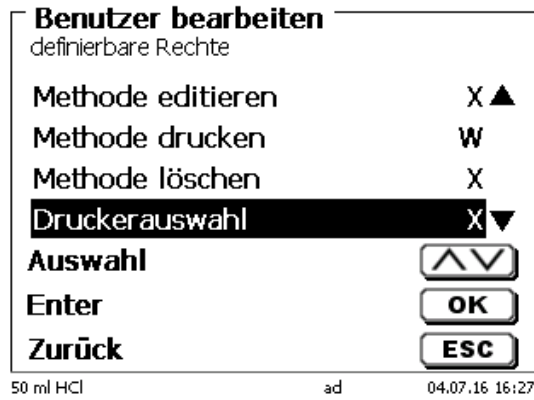 Benutzer bearbeiten
definierbare Rechte
Methode editieren X
Methode drucken W
Methode löschen X
Druckerauswahl X
Auswahl
Enter OK
Zurück ESC
50 ml HCl ad 04.07.16 16:27